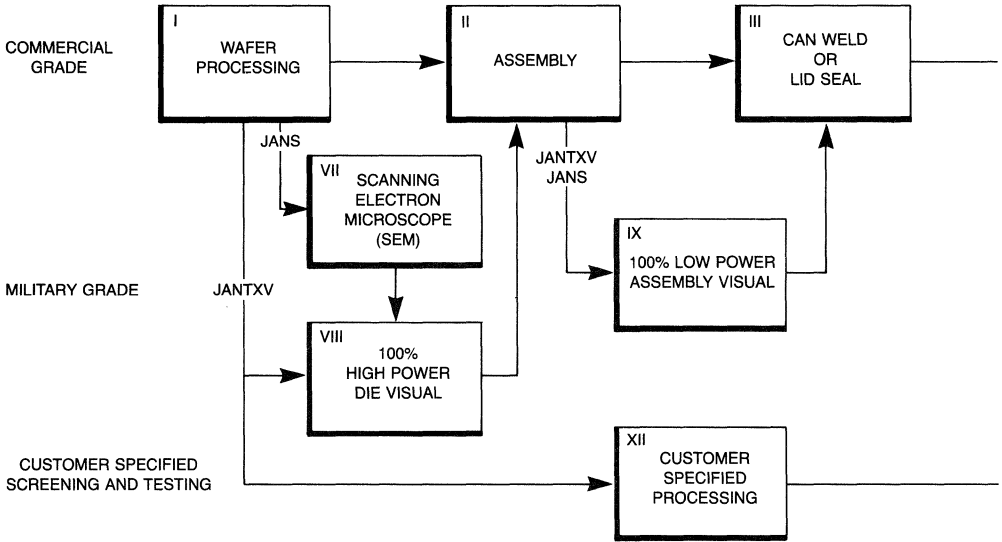 COMMERCIAL
GRADE
I
WAFER
PROCESSING
II
ASSEMBLY
III
CAN WELD
OR
LID SEAL
JANS
VII
SCANNING
ELECTRON
MICROSCOPE
(SEM)
JANTXV
JANS
IX
100% LOW POWER
ASSEMBLY VISUAL
MILITARY GRADE
JANTXV
VIII
100%
HIGH POWER
DIE VISUAL
CUSTOMER SPECIFIED
SCREENING AND TESTING
XII
CUSTOMER
SPECIFIED
PROCESSING